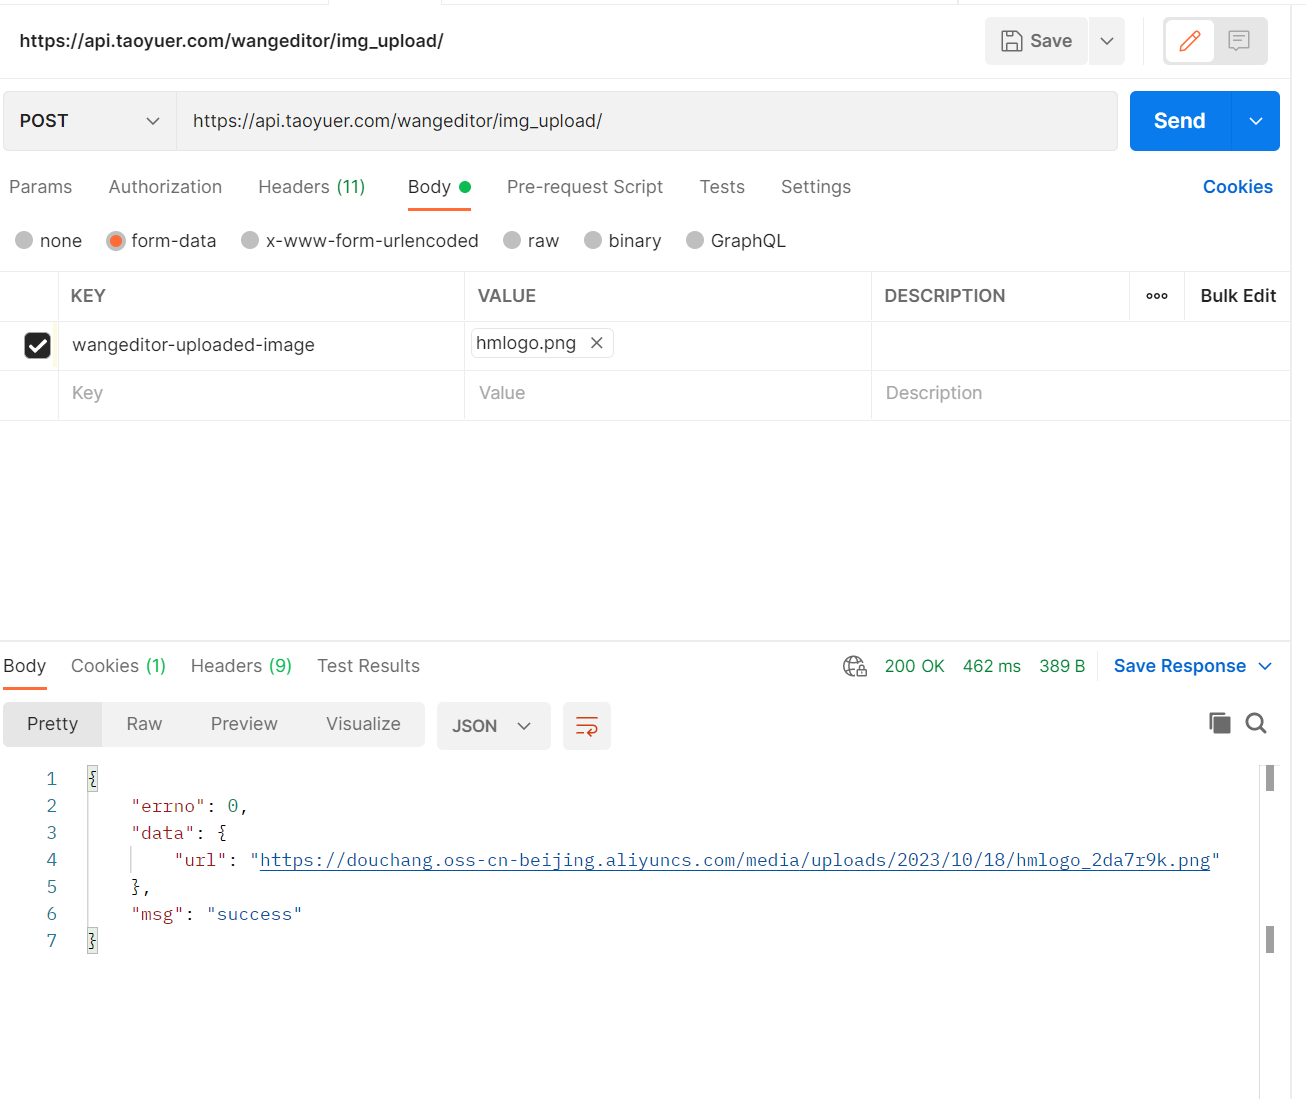 https://api.taoyuer.com/wangeditor/img_upload/
Save
POST
https://api.taoyuer.com/wangeditor/img_upload/
Send
Params Authorization Headers (11) Body Pre-request Script Tests Settings Cookies
none form-data x-www-form-urlencoded raw binary GraphQL
KEY VALUE DESCRIPTION ooo Bulk Edit
wangeditor-uploaded-image hmlogo.png
Key Value Description
Body Cookies (1) Headers (9) Test Results 200 OK 462 ms 389 B Save Response
Pretty Raw Preview Visualize JSON
1 {
2 "errno": 0,
3 "data": {
4 "url": "https://douchang.oss-cn-beijing.aliyuncs.com/media/uploads/2023/10/18/hmlogo_2da7r9k.png"
5 },
6 "msg": "success"
7 }